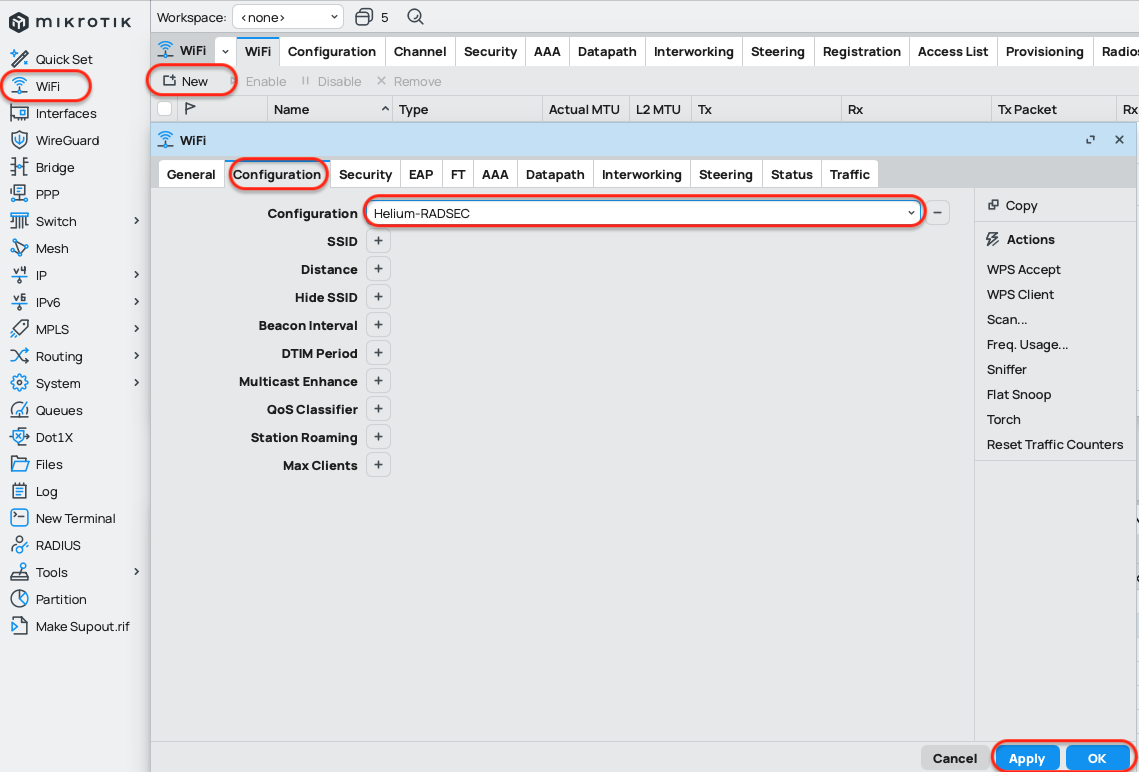 mikrotik
Workspace: <none> 5
Quick Set
WiFi
Interfaces
WireGuard
Bridge
PPP
Switch
Mesh
IP
IPv6
MPLS
Routing
System
Queues
Dot1X
Files
Log
New Terminal
RADIUS
Tools
Partition
Make Supout.rif
WiFi WiFi Configuration Channel Security AAA Datapath Interworking Steering Registration Access List Provisioning Radios
New Enable Disable Remove
Name Type Actual MTU L2 MTU Tx Rx Tx Packet Rx
WiFi
General Configuration Security EAP FT AAA Datapath Interworking Steering Status Traffic
Configuration Helium-RADSEC
SSID
Distance
Hide SSID
Beacon Interval
DTIM Period
Multicast Enhance
QoS Classifier
Station Roaming
Max Clients
Copy
Actions
WPS Accept
WPS Client
Scan...
Freq. Usage...
Sniffer
Flat Snoop
Torch
Reset Traffic Counters
Cancel Apply OK